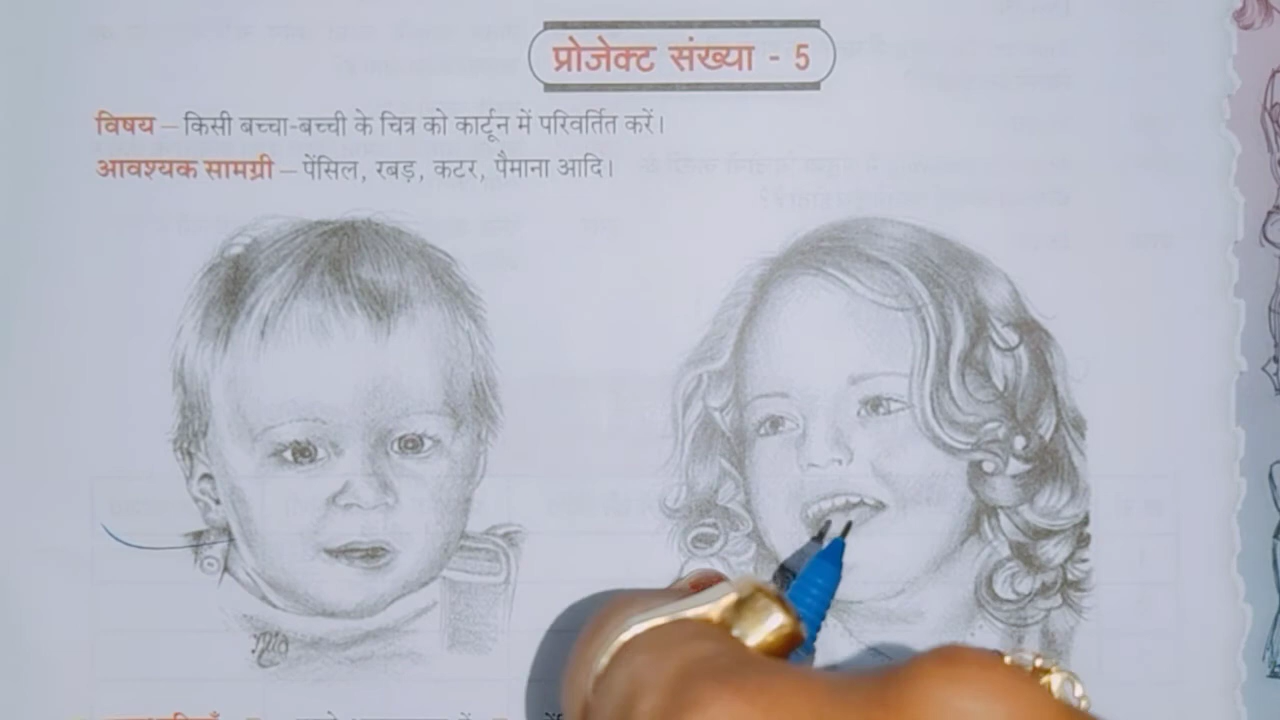 प्रोजेक्ट संख्या - 5
विषय – किसी बच्चा-बच्ची के चित्र को कार्टून में परिवर्तित करें।
आवश्यक सामग्री – पेंसिल, रबड़, कटर, पैमाना आदि।